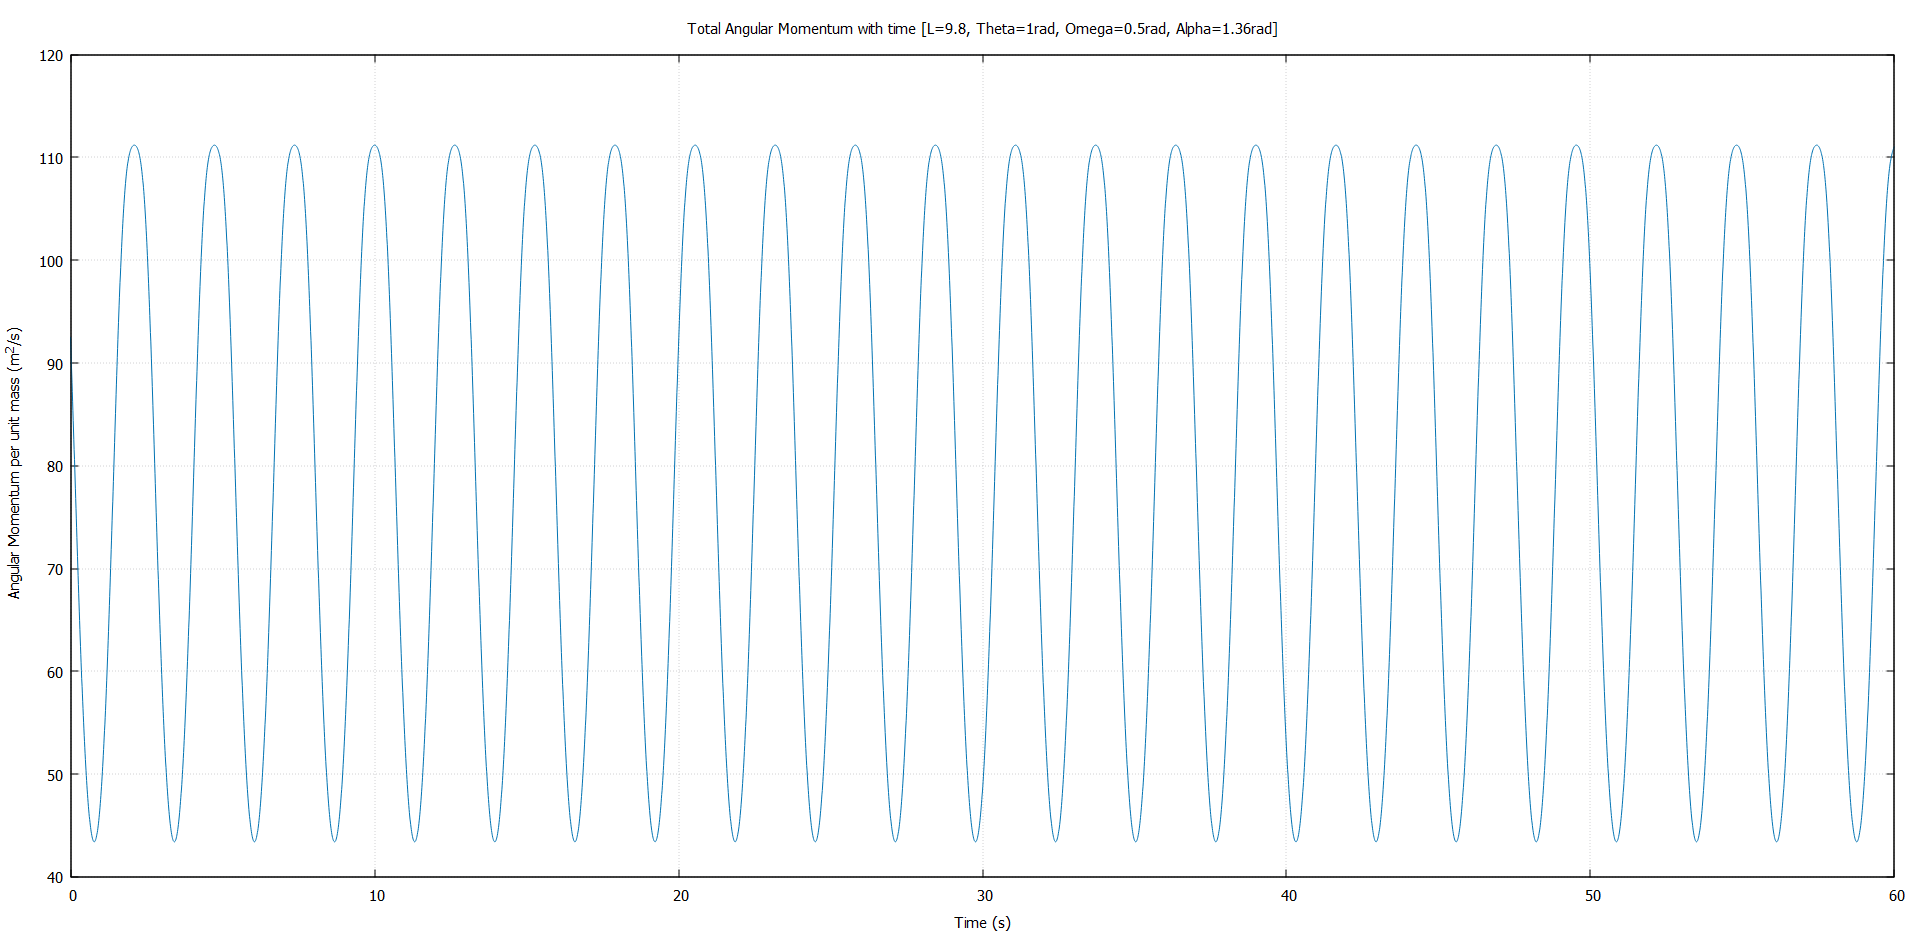 Total Angular Momentum with time [L=9.8, Theta=1rad, Omega=0.5rad, Alpha=1.36rad]
120
110
100
90
80
70
60
50
40
Angular Momentum per unit mass (m²/s)
0 10 20 30 40 50 60
Time (s)